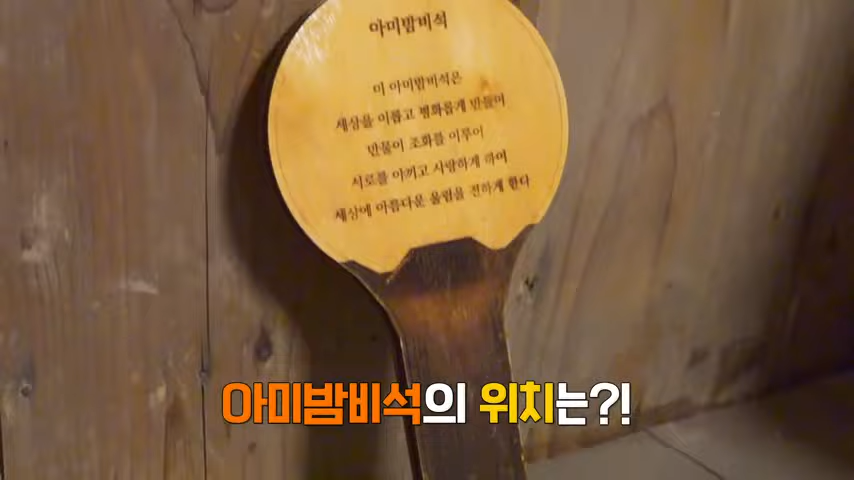 아미밤비석
이 아미밤비석은
세상을 이롭고 평화롭게 만들어
만물이 조화를 이루어
서로를 아끼고 사랑하게 하여
세상에 아름다운 울림을 전하게 한다
아미밤비석의 위치는?!